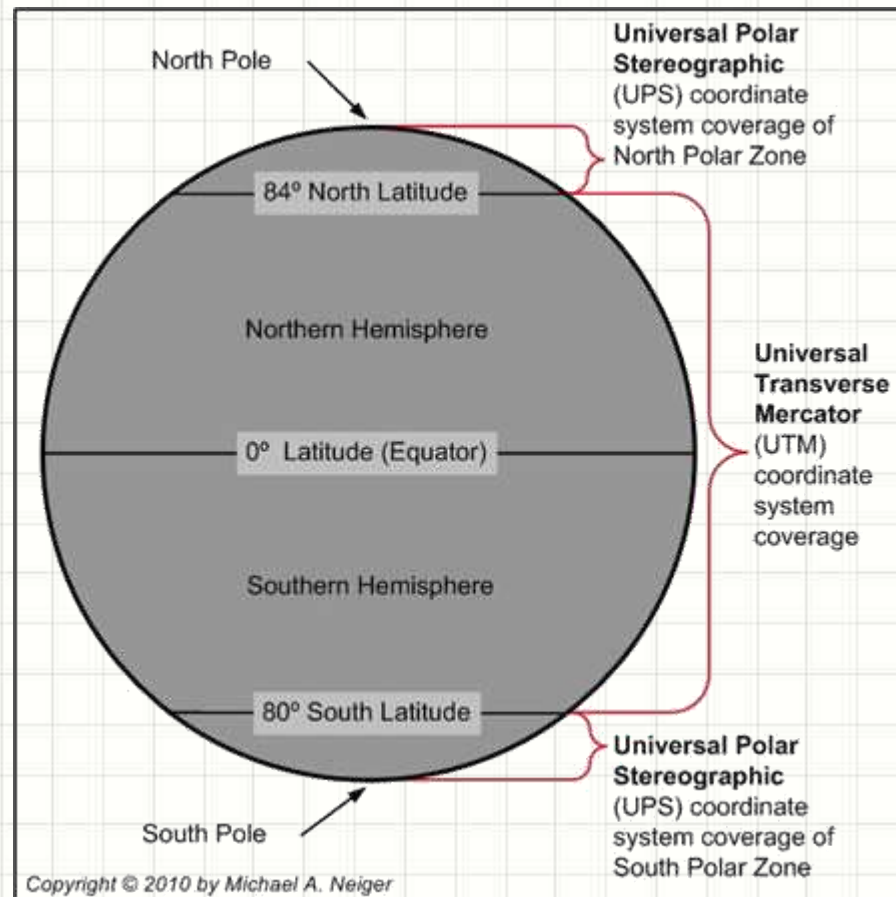 North Pole
Universal Polar
Stereographic
(UPS) coordinate
system coverage of
North Polar Zone
84º North Latitude
Northern Hemisphere
Universal
Transverse
Mercator
(UTM)
coordinate
system
coverage
0º Latitude (Equator)
Southern Hemisphere
80º South Latitude
Universal Polar
Stereographic
(UPS) coordinate
system coverage of
South Polar Zone
South Pole
Copyright © 2010 by Michael A. Neiger